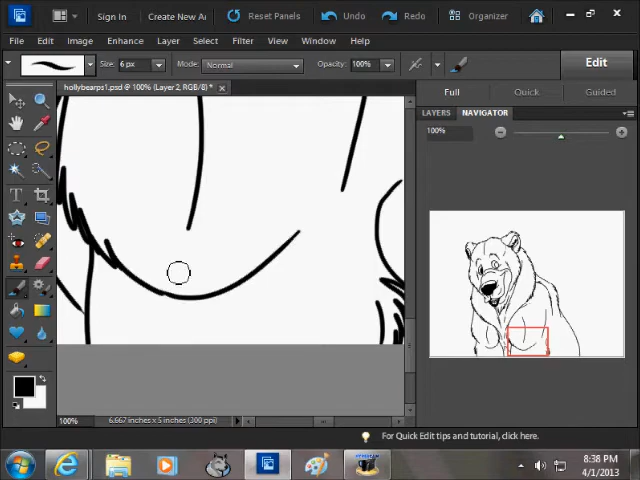 Sign In
Create New Ar
Reset Panels
Undo
Redo
Organizer
File Edit Image Enhance Layer Select Filter View Window Help
Size: 6 px Mode: Normal Opacity: 100% Edit
hollybearps1.psd @ 100% (Layer 2, RGB/8) * ×
Full Quick Guided
LAYERS NAVIGATOR
100%
T
100% 6.667 inches x 5 inches (300 ppi)
For Quick Edit tips and tutorial, click here.
8:38 PM
4/1/2013